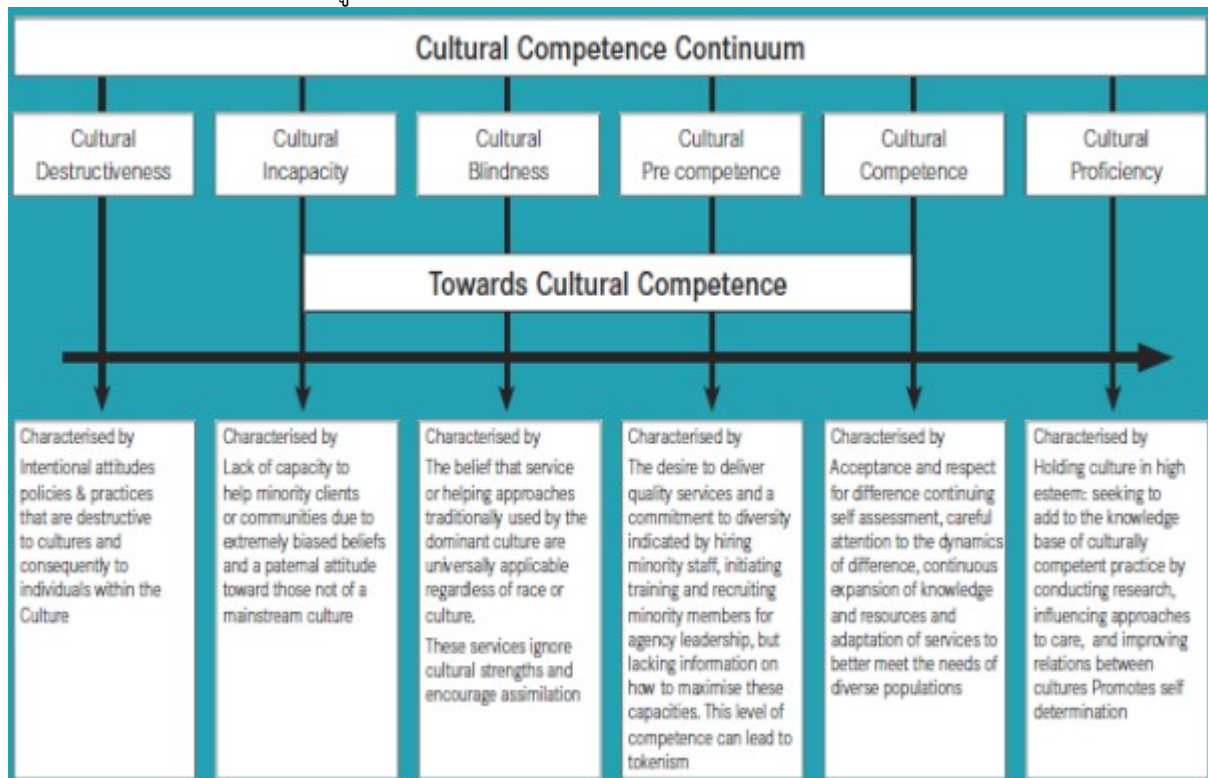 Cultural Competence Continuum
Cultural
Destructiveness
Cultural
Incapacity
Cultural
Blindness
Cultural
Pre competence
Cultural
Competence
Cultural
Proficiency
Towards Cultural Competence
Characterised by
Intentional attitudes
policies & practices
that are destructive
to cultures and
consequently to
individuals within the
Culture
Characterised by
Lack of capacity to
help minority clients
or communities due to
extremely biased beliefs
and a paternal attitude
toward those not of a
mainstream culture
Characterised by
The belief that service
or helping approaches
traditionally used by the
dominant culture are
universally applicable
regardless of race or
culture.
These services ignore
cultural strengths and
encourage assimilation
Characterised by
The desire to deliver
quality services and a
commitment to diversity
indicated by hiring
minority staff, initiating
training and recruiting
minority members for
agency leadership, but
lacking information on
how to maximise these
capacities. This level of
competence can lead to
tokenism
Characterised by
Acceptance and respect
for difference continuing
self assessment, careful
attention to the dynamics
of difference, continuous
expansion of knowledge
and resources and
adaptation of services to
better meet the needs of
diverse populations
Characterised by
Holding culture in high
esteem: seeking to
add to the knowledge
base of culturally
competent practice by
conducting research,
influencing approaches
to care, and improving
relations between
cultures Promotes self
determination